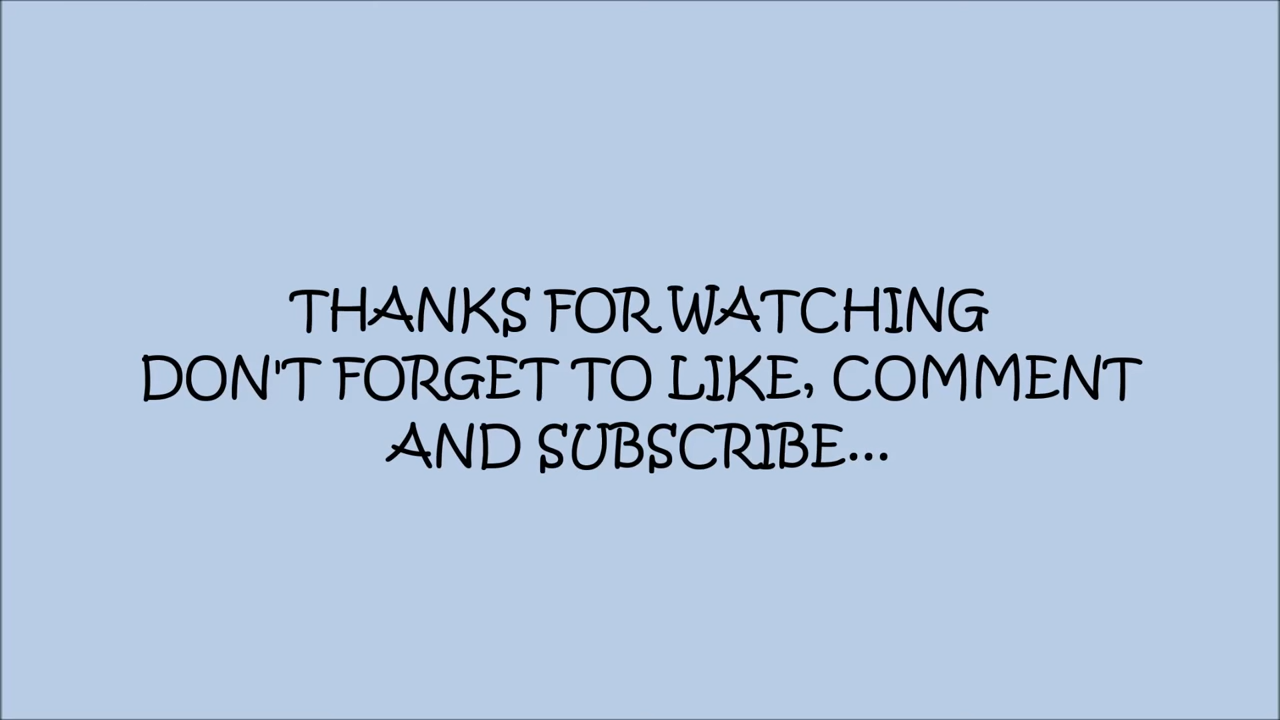 THANKS FOR WATCHING
DON'T FORGET TO LIKE, COMMENT
AND SUBSCRIBE...